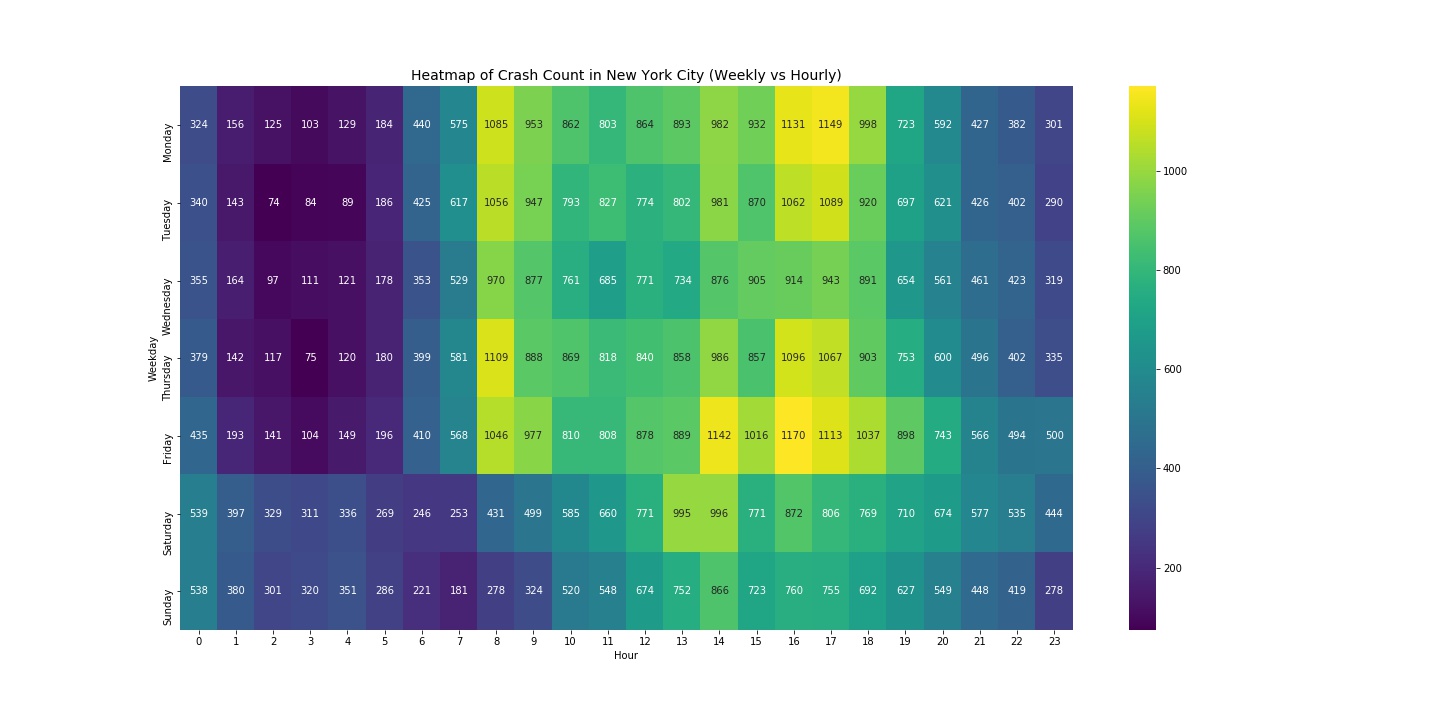 Heatmap of Crash Count in New York City (Weekly vs Hourly)
Weekday
Monday 324 156 125 103 129 184 440 575 1085 953 862 803 864 893 982 932 1131 1149 998 723 592 427 382 301
Tuesday 340 143 74 84 89 186 425 617 1056 947 793 827 774 802 981 870 1062 1089 920 697 621 426 402 290
Wednesday 355 164 97 111 121 178 353 529 970 877 761 685 771 734 876 905 914 943 891 654 561 461 423 319
Thursday 379 142 117 75 120 180 399 581 1109 888 869 818 840 858 986 857 1096 1067 903 753 600 496 402 335
Friday 435 193 141 104 149 196 410 568 1046 977 810 808 878 889 1142 1016 1170 1113 1037 898 743 566 494 500
Saturday 539 397 329 311 336 269 246 253 431 499 585 660 771 995 996 771 872 806 769 710 674 577 535 444
Sunday 538 380 301 320 351 286 221 181 278 324 520 548 674 752 866 723 760 755 692 627 549 448 419 278
0 1 2 3 4 5 6 7 8 9 10 11 12 13 14 15 16 17 18 19 20 21 22 23
Hour
1000
800
600
400
200